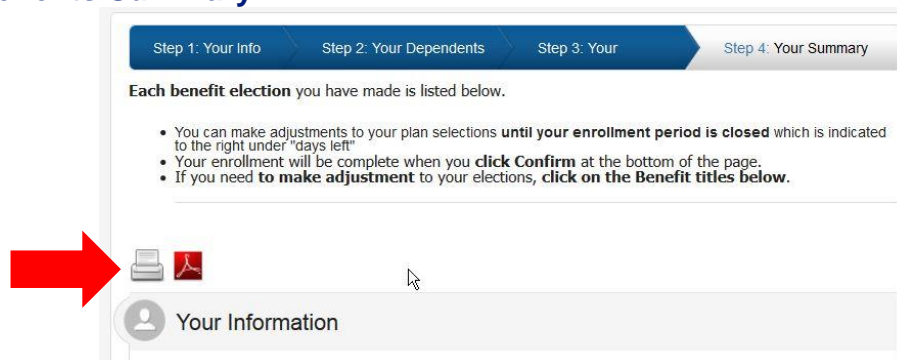 Step 1: Your Info Step 2: Your Dependents Step 3: Your Step 4: Your Summary
Each benefit election you have made is listed below.
• You can make adjustments to your plan selections until your enrollment period is closed which is indicated
to the right under "days left"
• Your enrollment will be complete when you click Confirm at the bottom of the page.
• If you need to make adjustment to your elections, click on the Benefit titles below.
Your Information